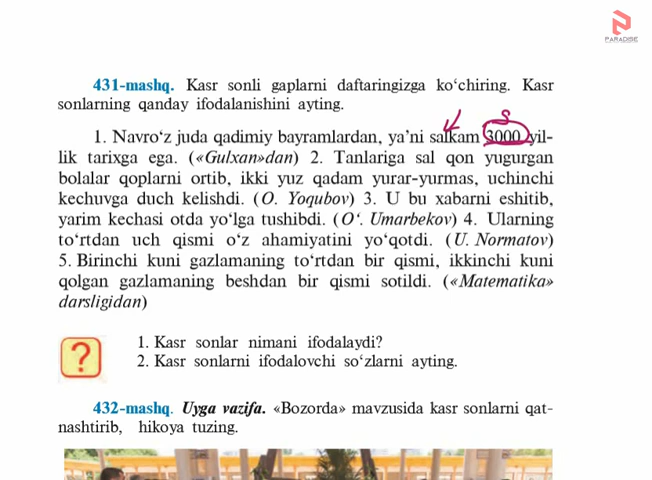 PARADISE
431-mashq. Kasr sonli gaplarni daftaringizga ko‘chiring. Kasr
sonlarning qanday ifodalanishini ayting.
1. Navro‘z juda qadimiy bayramlardan, ya’ni salkam 3000 yil-
lik tarixga ega. («Gulxan»dan) 2. Tanlariga sal qon yugurgan
bolalar qoplarni ortib, ikki yuz qadam yurar-yurmas, uchinchi
kechuvga duch kelishdi. (O. Yoqubov) 3. U bu xabarni eshitib,
yarim kechasi otda yo‘lga tushibdi. (O‘. Umarbekov) 4. Ularning
to‘rtdan uch qismi o‘z ahamiyatini yo‘qotdi. (U. Normatov)
5. Birinchi kuni gazlamaning to‘rtdan bir qismi, ikkinchi kuni
qolgan gazlamaning beshdan bir qismi sotildi. («Matematika»
darsligidan)
?
1. Kasr sonlar nimani ifodalaydi?
2. Kasr sonlarni ifodalovchi so‘zlarni ayting.
432-mashq. Uyga vazifa. «Bozorda» mavzusida kasr sonlarni qat-
nashtirib, hikoya tuzing.